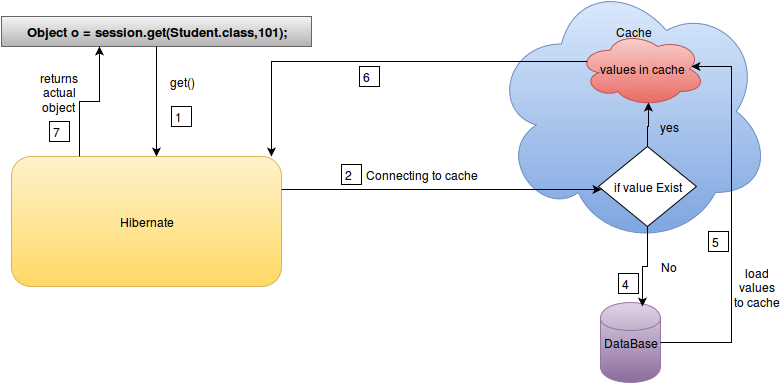 Object o = session.get(Student.class,101);
Cache
values in cache
returns
actual
object
7
get()
1
6
yes
2 Connecting to cache
if value Exist
Hibernate
5
No
4
load
values
to cache
DataBase